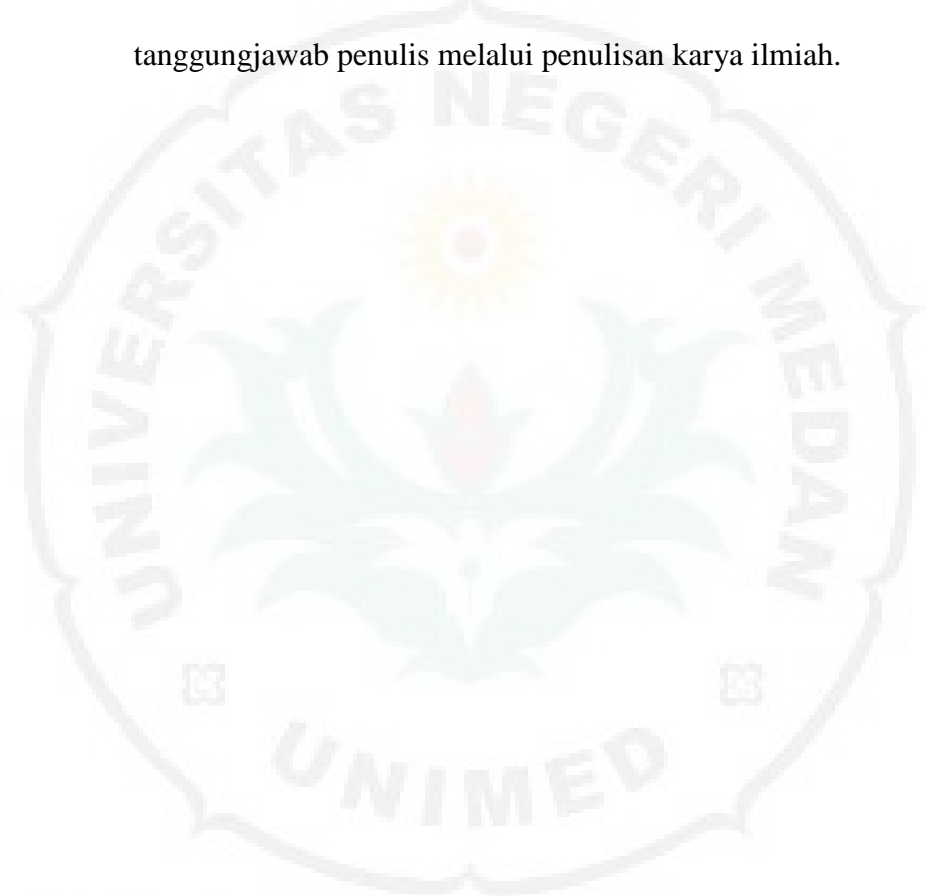 tanggungjawab penulis melalui penulisan karya ilmiah.
UNIVERSITAS NEGERI MEDAN
UNIMED